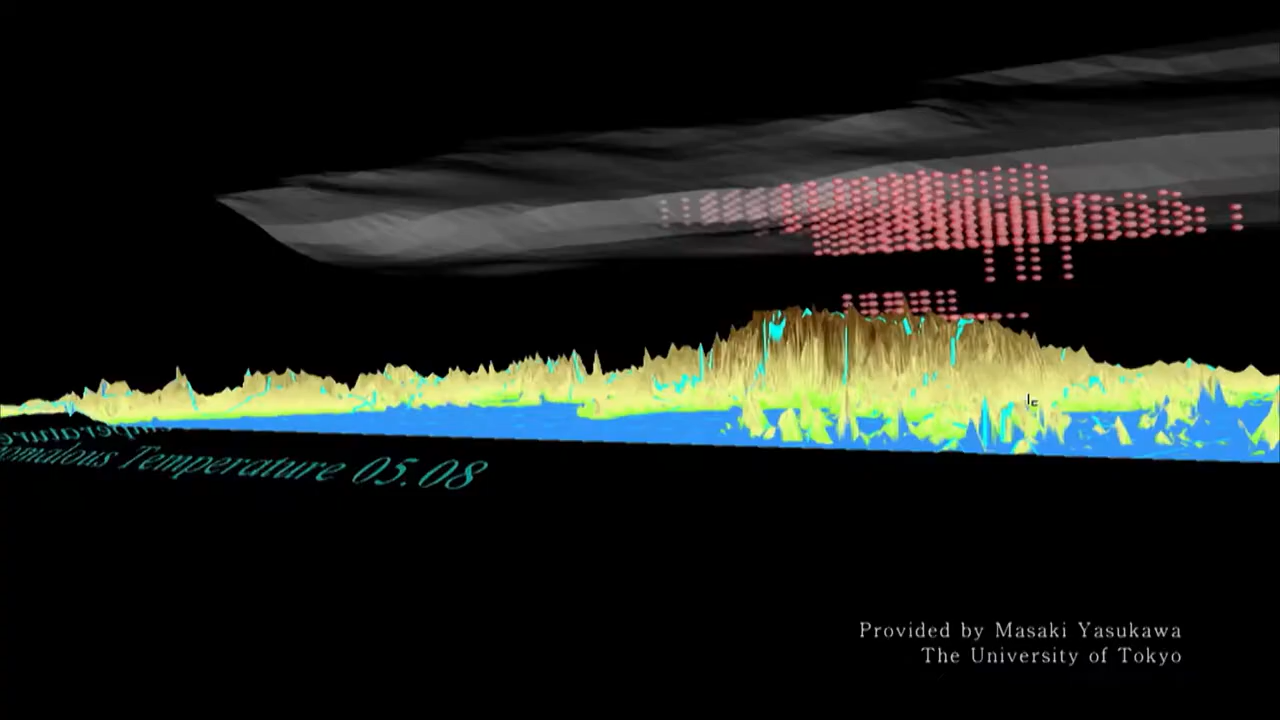 omalous Temperature 05.08
Provided by Masaki Yasukawa
The University of Tokyo